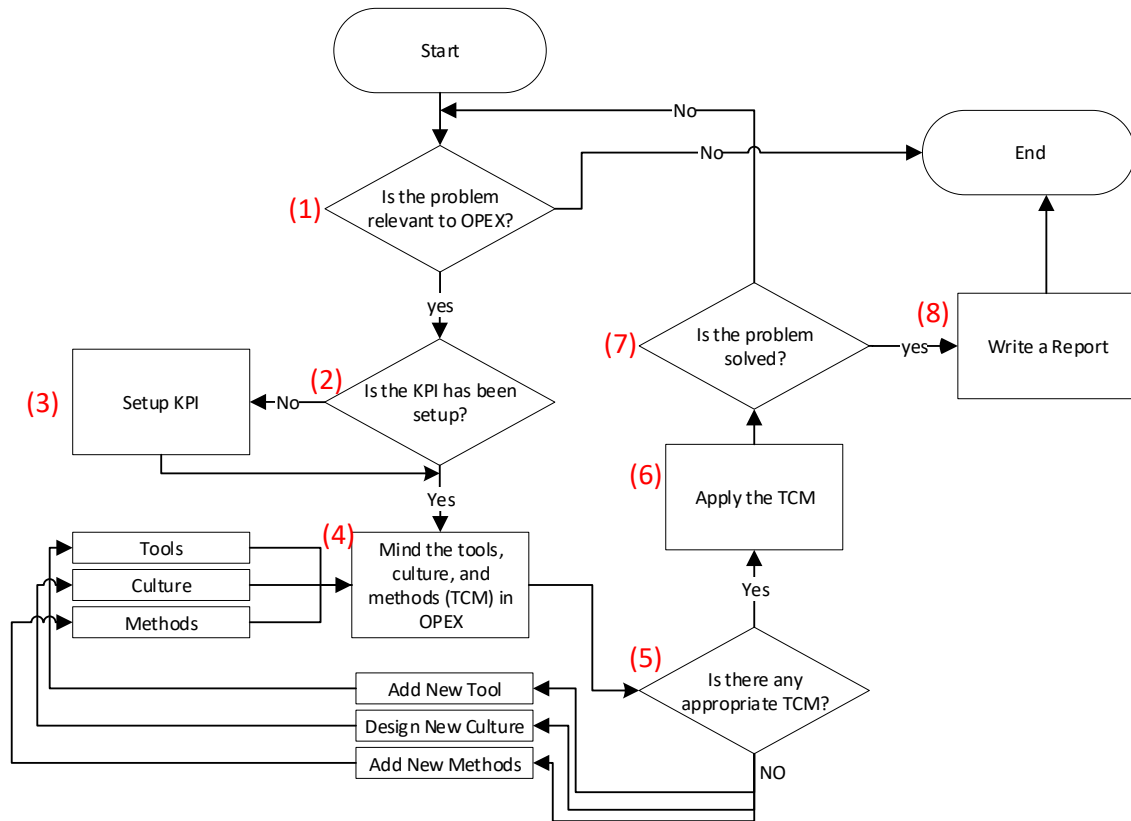 Start
No
No
End
(1)
Is the problem
relevant to OPEX?
yes
(8)
(7)
Is the problem
solved?
yes
Write a Report
(3)
Setup KPI
No
(2)
Is the KPI has been
setup?
(6)
Apply the TCM
Yes
(4)
Tools
Culture
Methods
Mind the tools,
culture, and
methods (TCM) in
OPEX
Yes
(5)
Is there any
appropriate TCM?
Add New Tool
Design New Culture
Add New Methods
NO